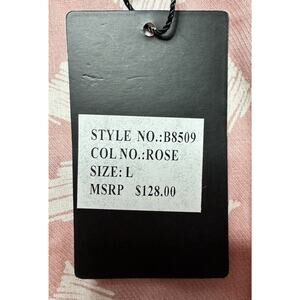 STYLE NO.:B8509
COL NO.:ROSE
SIZE: L
MSRP $128.00